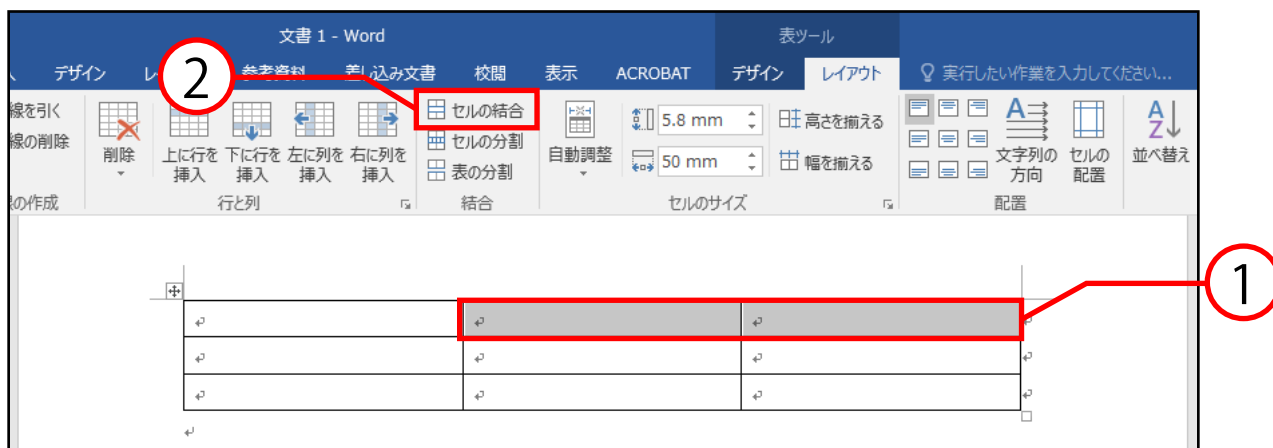 文書 1 - Word
表ツール
デザイン
参考資料
差し込み文書
校閲
表示
ACROBAT
デザイン
レイアウト
実行したい作業を入力してください...
2
線を引く
線の削除
削除
上に行を
挿入
下に行を
挿入
左に列を
挿入
右に列を
挿入
セルの結合
セルの分割
表の分割
自動調整
5.8 mm
50 mm
高さを揃える
幅を揃える
文字列の
方向
セルの
配置
並べ替え
の作成
行と列
結合
セルのサイズ
配置
1